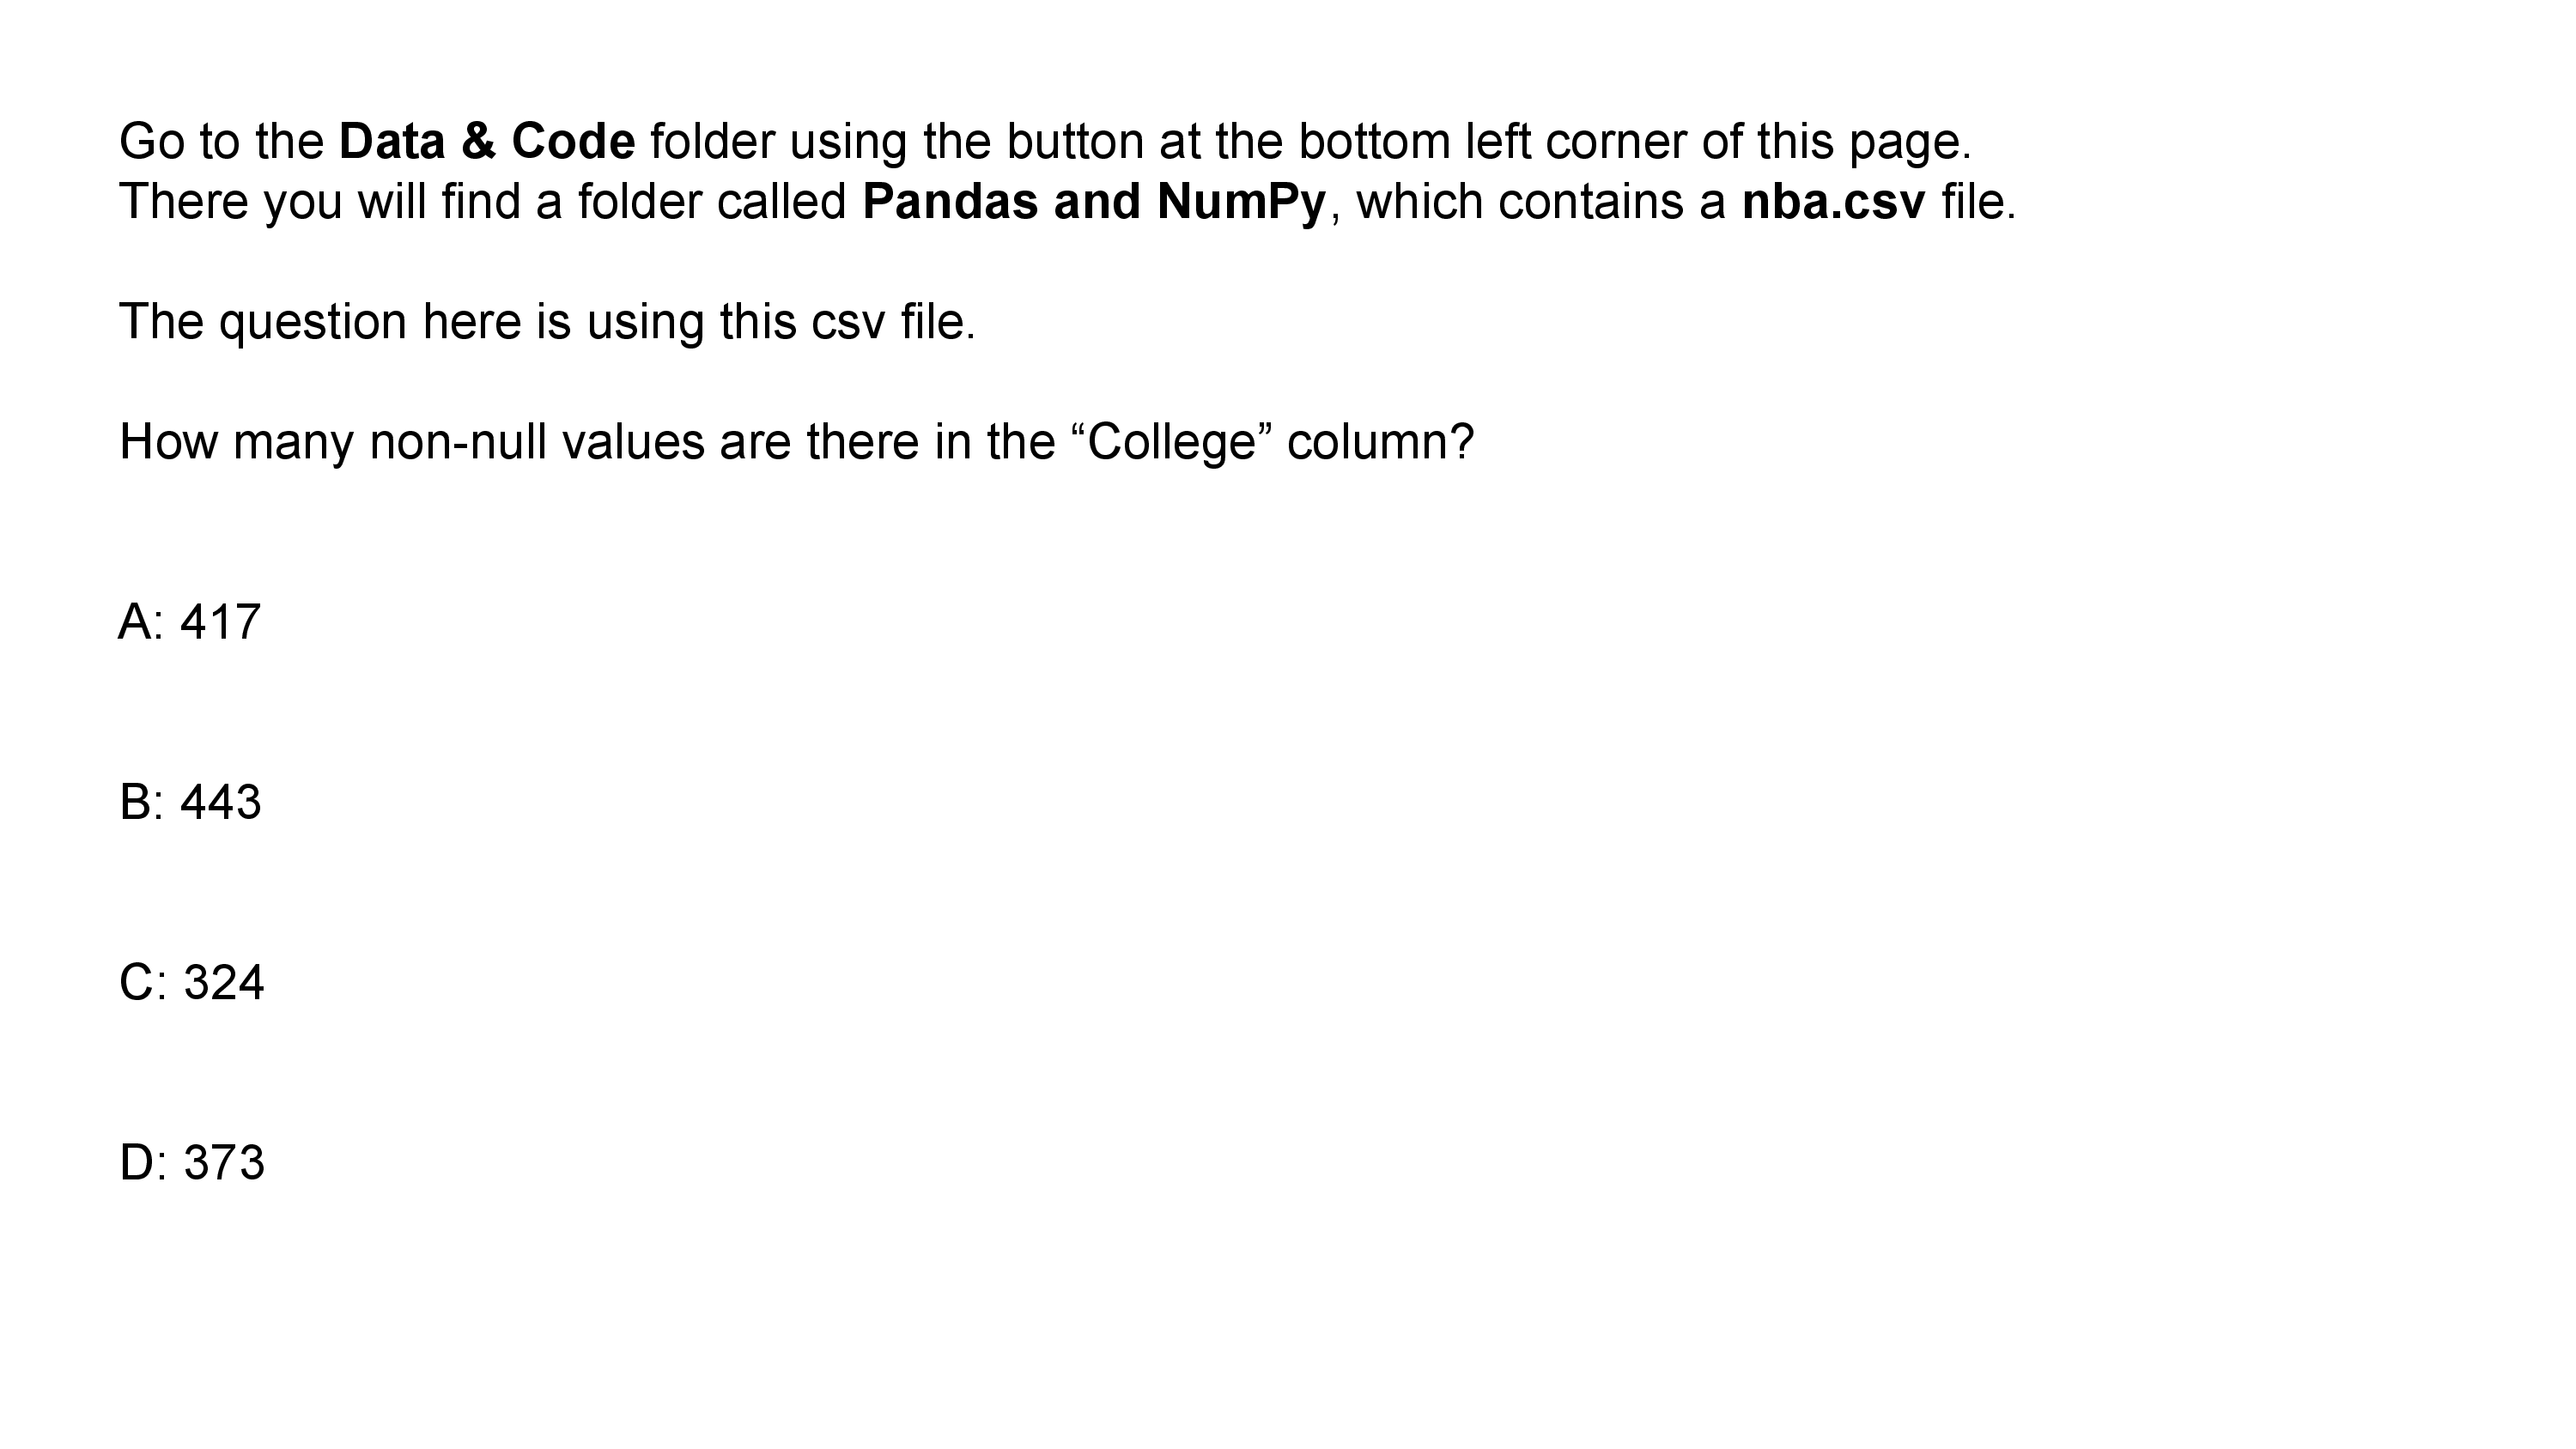 Go to the Data & Code folder using the button at the bottom left corner of this page.
There you will find a folder called Pandas and NumPy, which contains a nba.csv file.
The question here is using this csv file.
How many non-null values are there in the “College” column?
A: 417
B: 443
C: 324
D: 373